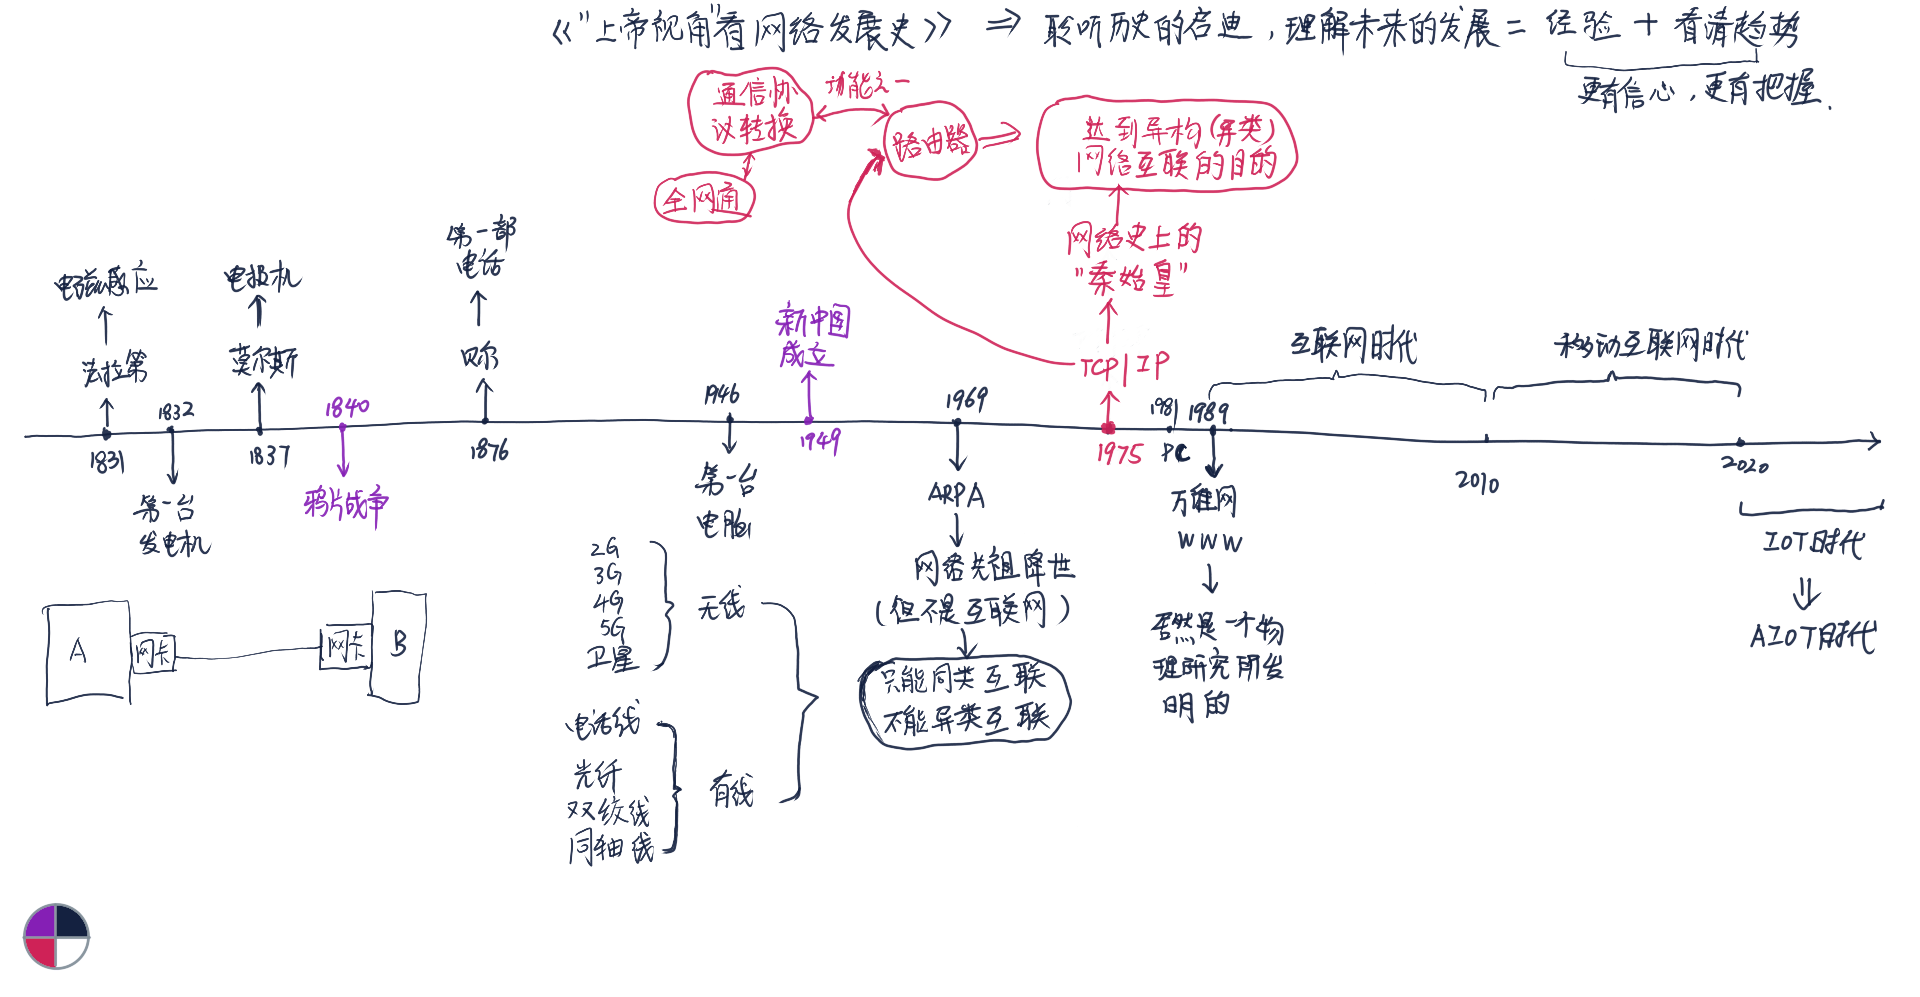 《“上帝视角”看网络发展史》 => 聆听历史的启迪，理解未来的发展 = 经验 + 看清趋势
更有信心，更有把握.
通信协
议转换
功能之一
路由器
达到异构(异类)
网络互联的目的
网络史上的
"秦始皇"
TCP/IP
第一部
电话
贝尔
电磁感应
法拉第
电报机
莫尔斯
新中国
成立
互联网时代
移动互联网时代
1831
1832
1837
1840
1876
1946
1949
1969
1975
1981
PC
1989
2010
2020
第一台
发电机
鸦片战争
第一台
电脑
ARPA
网络先祖降世
(但不是互联网)
只能同类互联
不能异类互联
万维网
WWW
居然是一个物
理研究所发
明的
IOT时代
AIOT时代
A
网卡
网卡
B
2G
3G
4G
5G
卫星
无线
电话线
光纤
双绞线
同轴线
有线